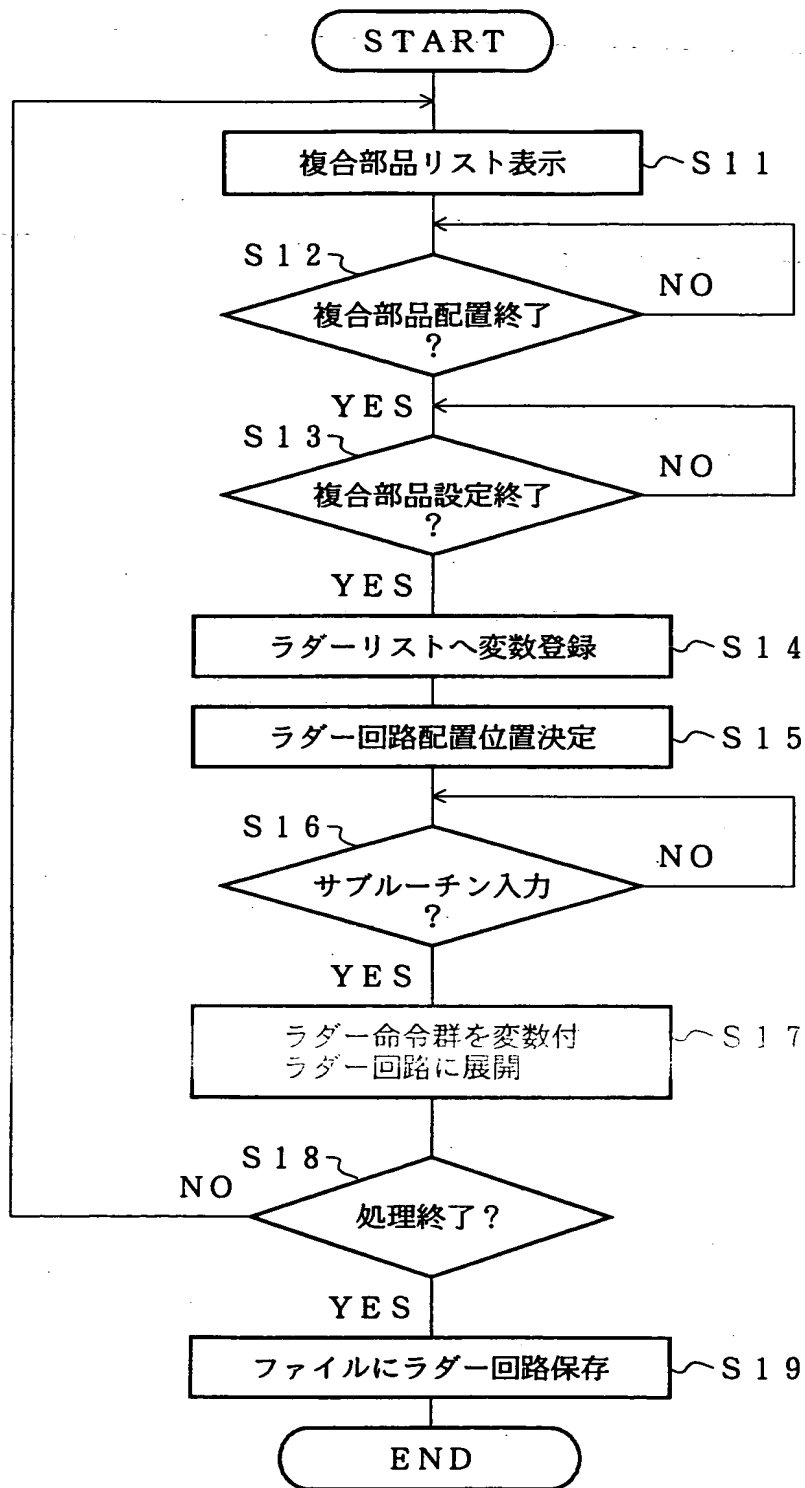 START
複合部品リスト表示
S11
S12
複合部品配置終了
?
NO
YES
S13
複合部品設定終了
?
NO
YES
ラダーリストへ変数登録
S14
ラダー回路配置位置決定
S15
S16
サブルーチン入力
?
NO
YES
ラダー命令群を変数付
ラダー回路に展開
S17
S18
NO
処理終了?
YES
ファイルにラダー回路保存
S19
END